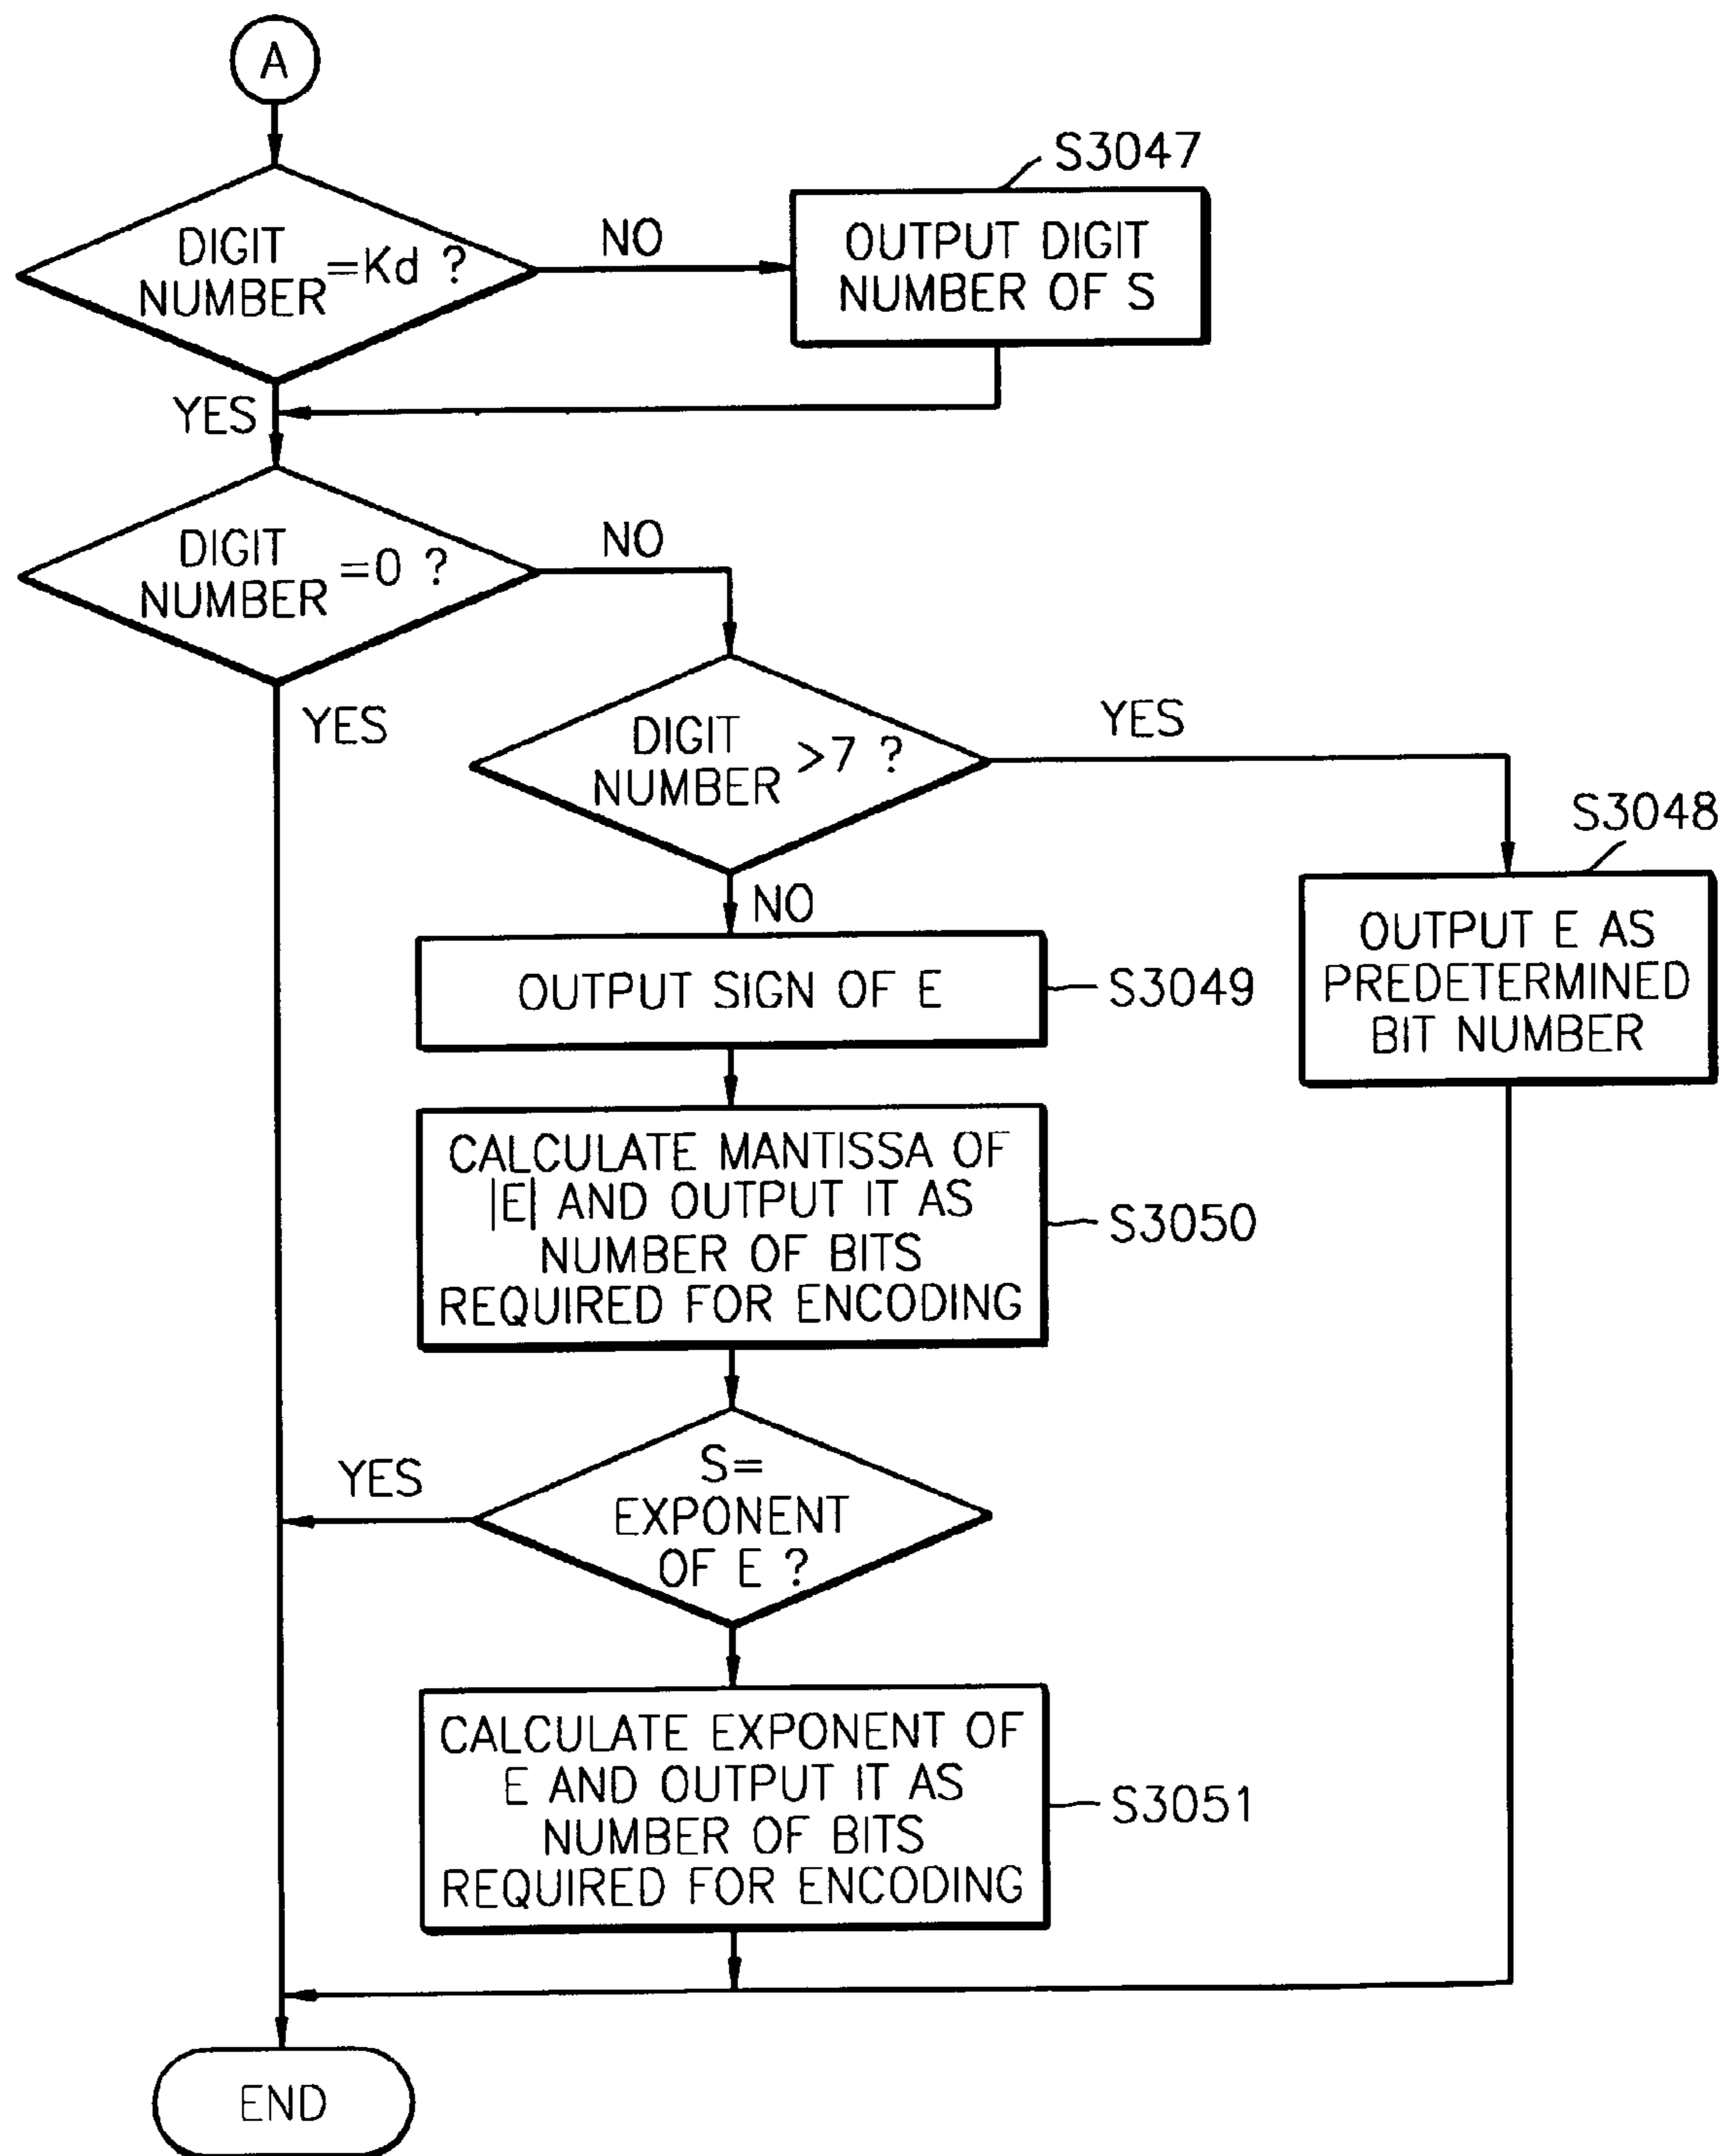 A
S3047
DIGIT
NUMBER =Kd ?
NO
OUTPUT DIGIT
NUMBER OF S
YES
DIGIT
NUMBER =0 ?
NO
YES
DIGIT
NUMBER >7 ?
YES
S3048
NO
OUTPUT E AS
PREDETERMINED
BIT NUMBER
OUTPUT SIGN OF E
S3049
CALCULATE MANTISSA OF
|E| AND OUTPUT IT AS
NUMBER OF BITS
REQUIRED FOR ENCODING
S3050
YES
S=
EXPONENT
OF E ?
CALCULATE EXPONENT OF
E AND OUTPUT IT AS
NUMBER OF BITS
REQUIRED FOR ENCODING
S3051
END